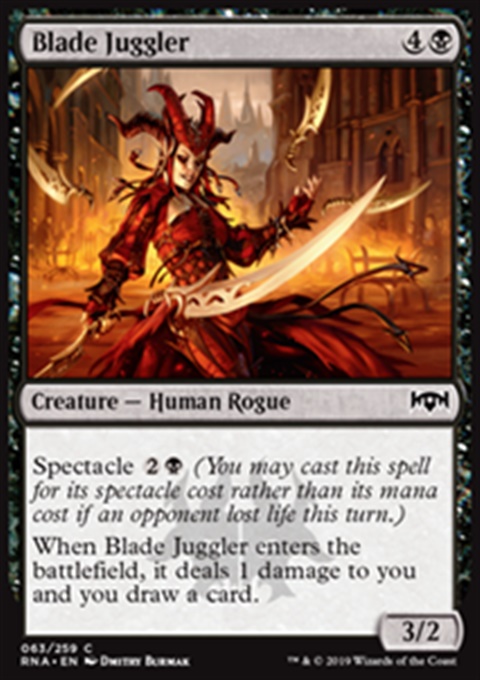 Blade Juggler 4
Creature — Human Rogue
Spectacle 2 (You may cast this spell
for its spectacle cost rather than its mana
cost if an opponent lost life this turn.)
When Blade Juggler enters the
battlefield, it deals 1 damage to you
and you draw a card.
3/2
063/259 C
RNA • EN Dmitry Burmak
™ & © 2019 Wizards of the Coast